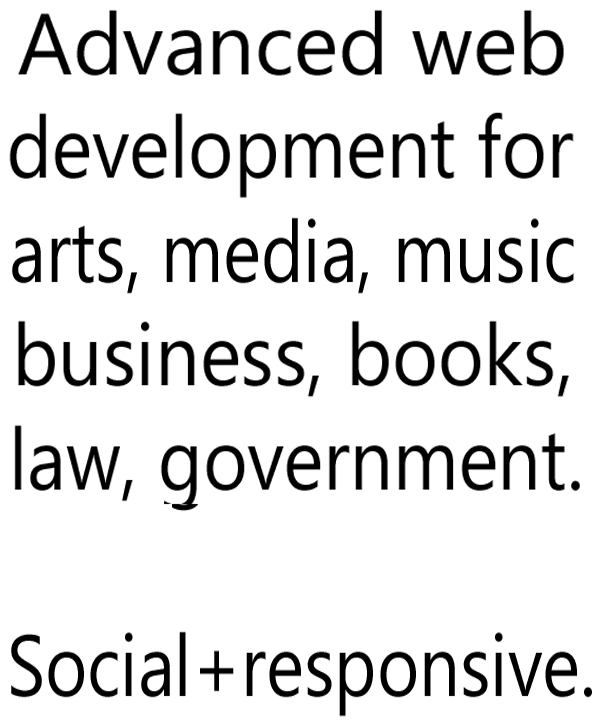 Advanced web
development for
arts, media, music
business, books,
law, government.
Social+responsive.